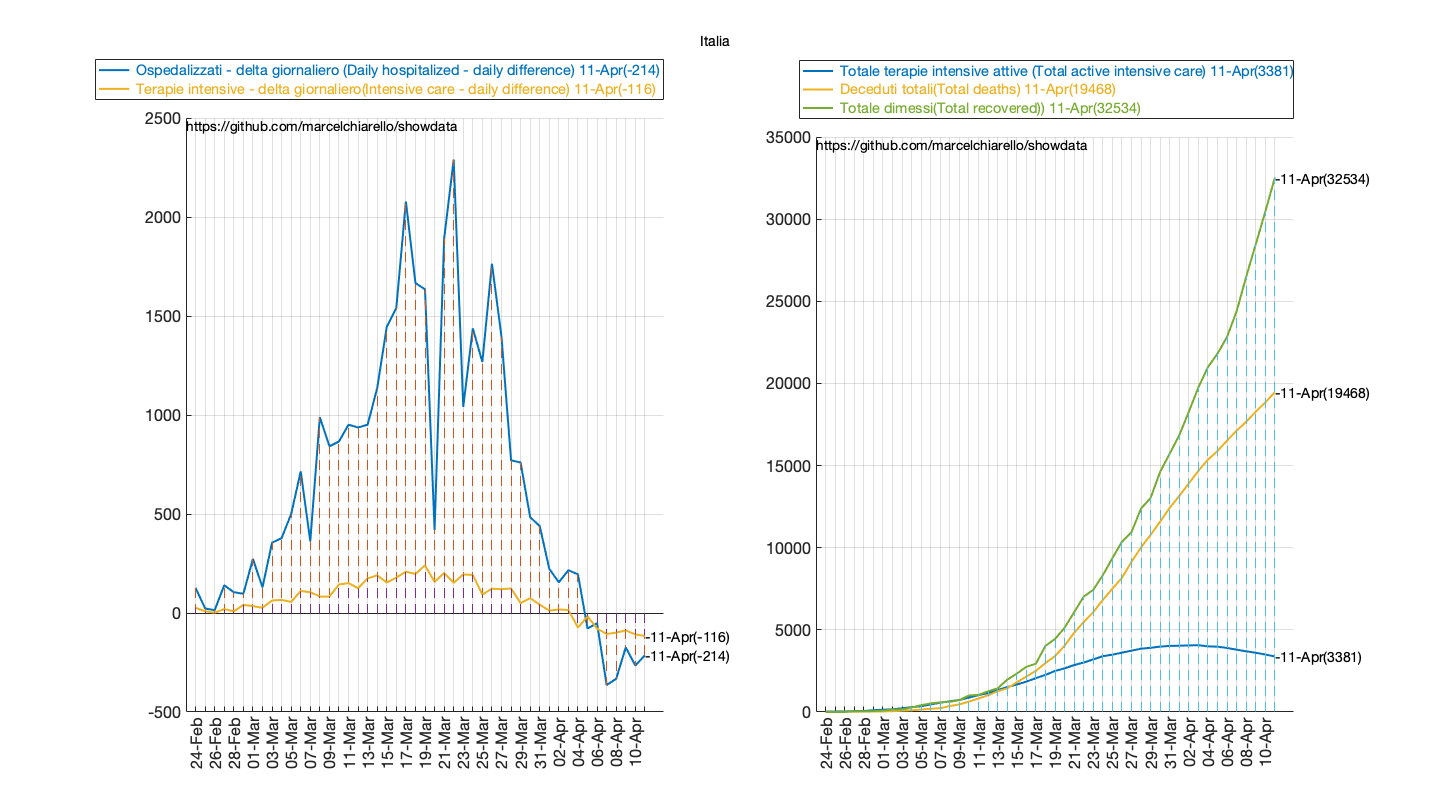 Italia
Ospedalizzati - delta giornaliero (Daily hospitalized - daily difference) 11-Apr(-214)
Terapie intensive - delta giornaliero(Intensive care - daily difference) 11-Apr(-116)
https://github.com/marcelchiarello/showdata
2500
2000
1500
1000
500
0
-500
-11-Apr(-116)
-11-Apr(-214)
24-Feb
26-Feb
28-Feb
01-Mar
03-Mar
05-Mar
07-Mar
09-Mar
11-Mar
13-Mar
15-Mar
17-Mar
19-Mar
21-Mar
23-Mar
25-Mar
27-Mar
29-Mar
31-Mar
02-Apr
04-Apr
06-Apr
08-Apr
10-Apr
Totale terapie intensive attive (Total active intensive care) 11-Apr(3381)
Deceduti totali(Total deaths) 11-Apr(19468)
Totale dimessi(Total recovered)) 11-Apr(32534)
https://github.com/marcelchiarello/showdata
35000
30000
25000
20000
15000
10000
5000
0
-11-Apr(32534)
-11-Apr(19468)
-11-Apr(3381)
24-Feb
26-Feb
28-Feb
01-Mar
03-Mar
05-Mar
07-Mar
09-Mar
11-Mar
13-Mar
15-Mar
17-Mar
19-Mar
21-Mar
23-Mar
25-Mar
27-Mar
29-Mar
31-Mar
02-Apr
04-Apr
06-Apr
08-Apr
10-Apr